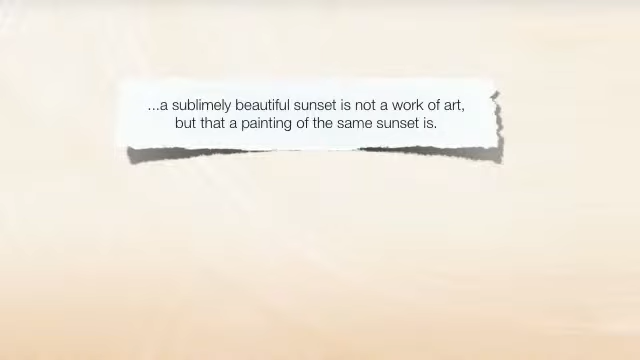 ...a sublimely beautiful sunset is not a work of art,
but that a painting of the same sunset is.